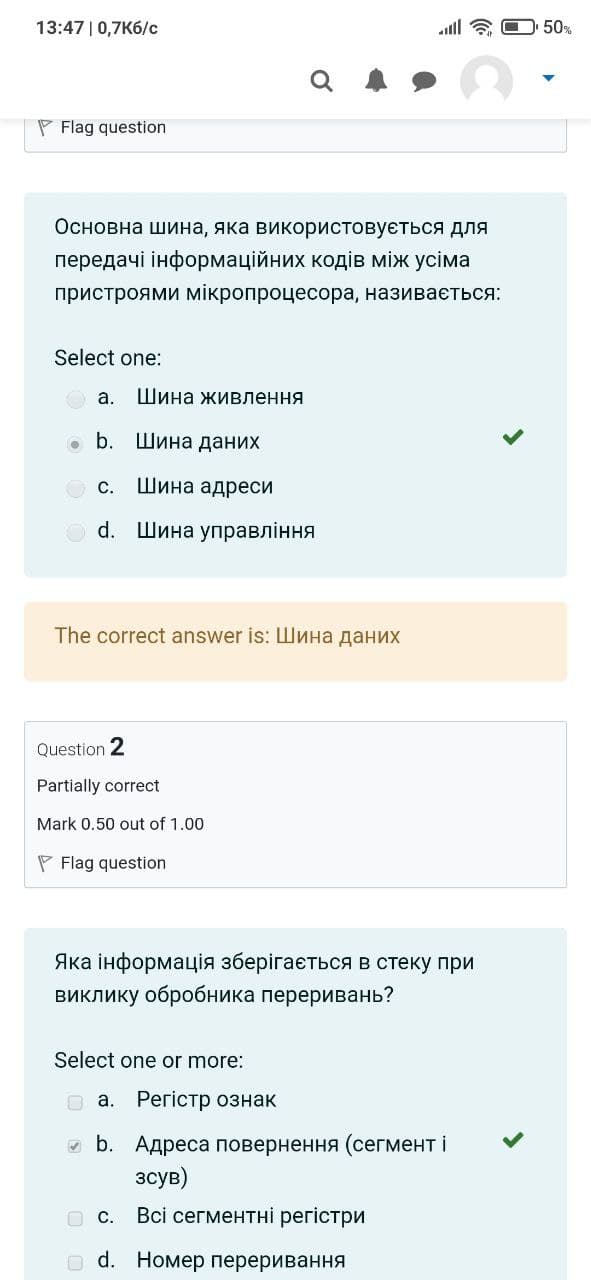 13:47 | 0,7Кб/с
50%
Flag question
Основна шина, яка використовується для
передачі інформаційних кодів між усіма
пристроями мікропроцесора, називається:
Select one:
a. Шина живлення
b. Шина даних
c. Шина адреси
d. Шина управління
The correct answer is: Шина даних
Question 2
Partially correct
Mark 0.50 out of 1.00
Flag question
Яка інформація зберігається в стеку при
виклику обробника переривань?
Select one or more:
a. Регістр ознак
b. Адреса повернення (сегмент і
зсув)
c. Всі сегментні регістри
d. Номер переривання